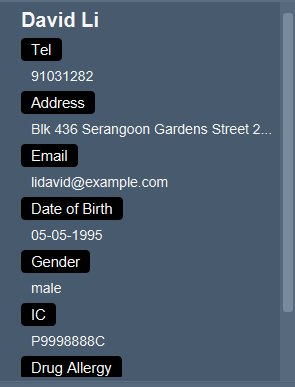 David Li
Tel
91031282
Address
Blk 436 Serangoon Gardens Street 2...
Email
lidavid@example.com
Date of Birth
05-05-1995
Gender
male
IC
P9998888C
Drug Allergy